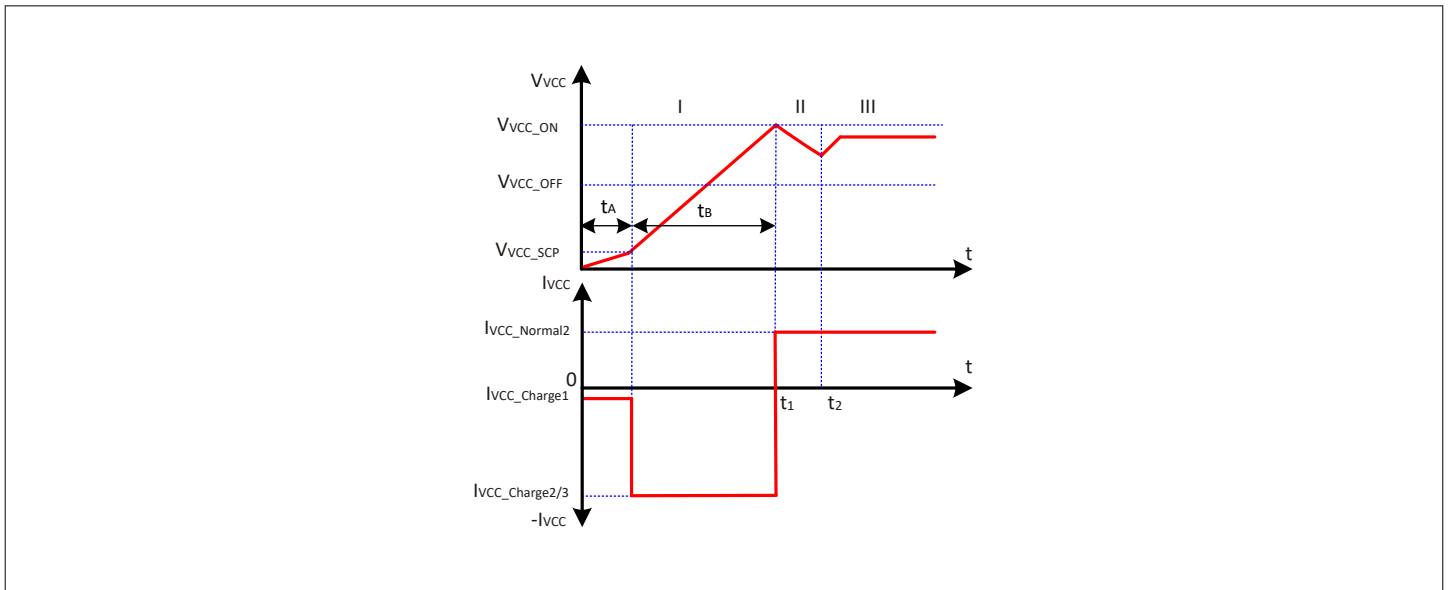 VVCC
I II III
VVCC_ON
VVCC_OFF
tA tB
VVCC_SCP
t
IVCC
IVCC_Normal2
t
0
IVCC_Charge1
t1 t2
IVCC_Charge2/3
-IVCC